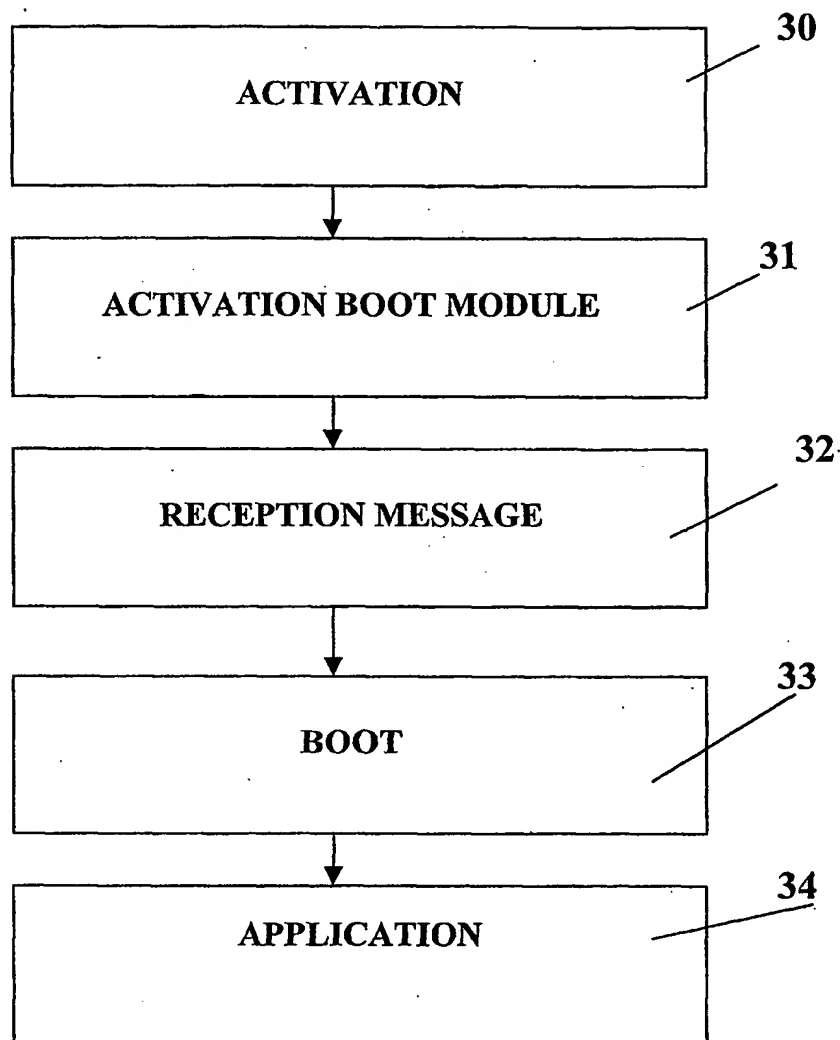 30
ACTIVATION
31
ACTIVATION BOOT MODULE
32
RECEPTION MESSAGE
33
BOOT
34
APPLICATION